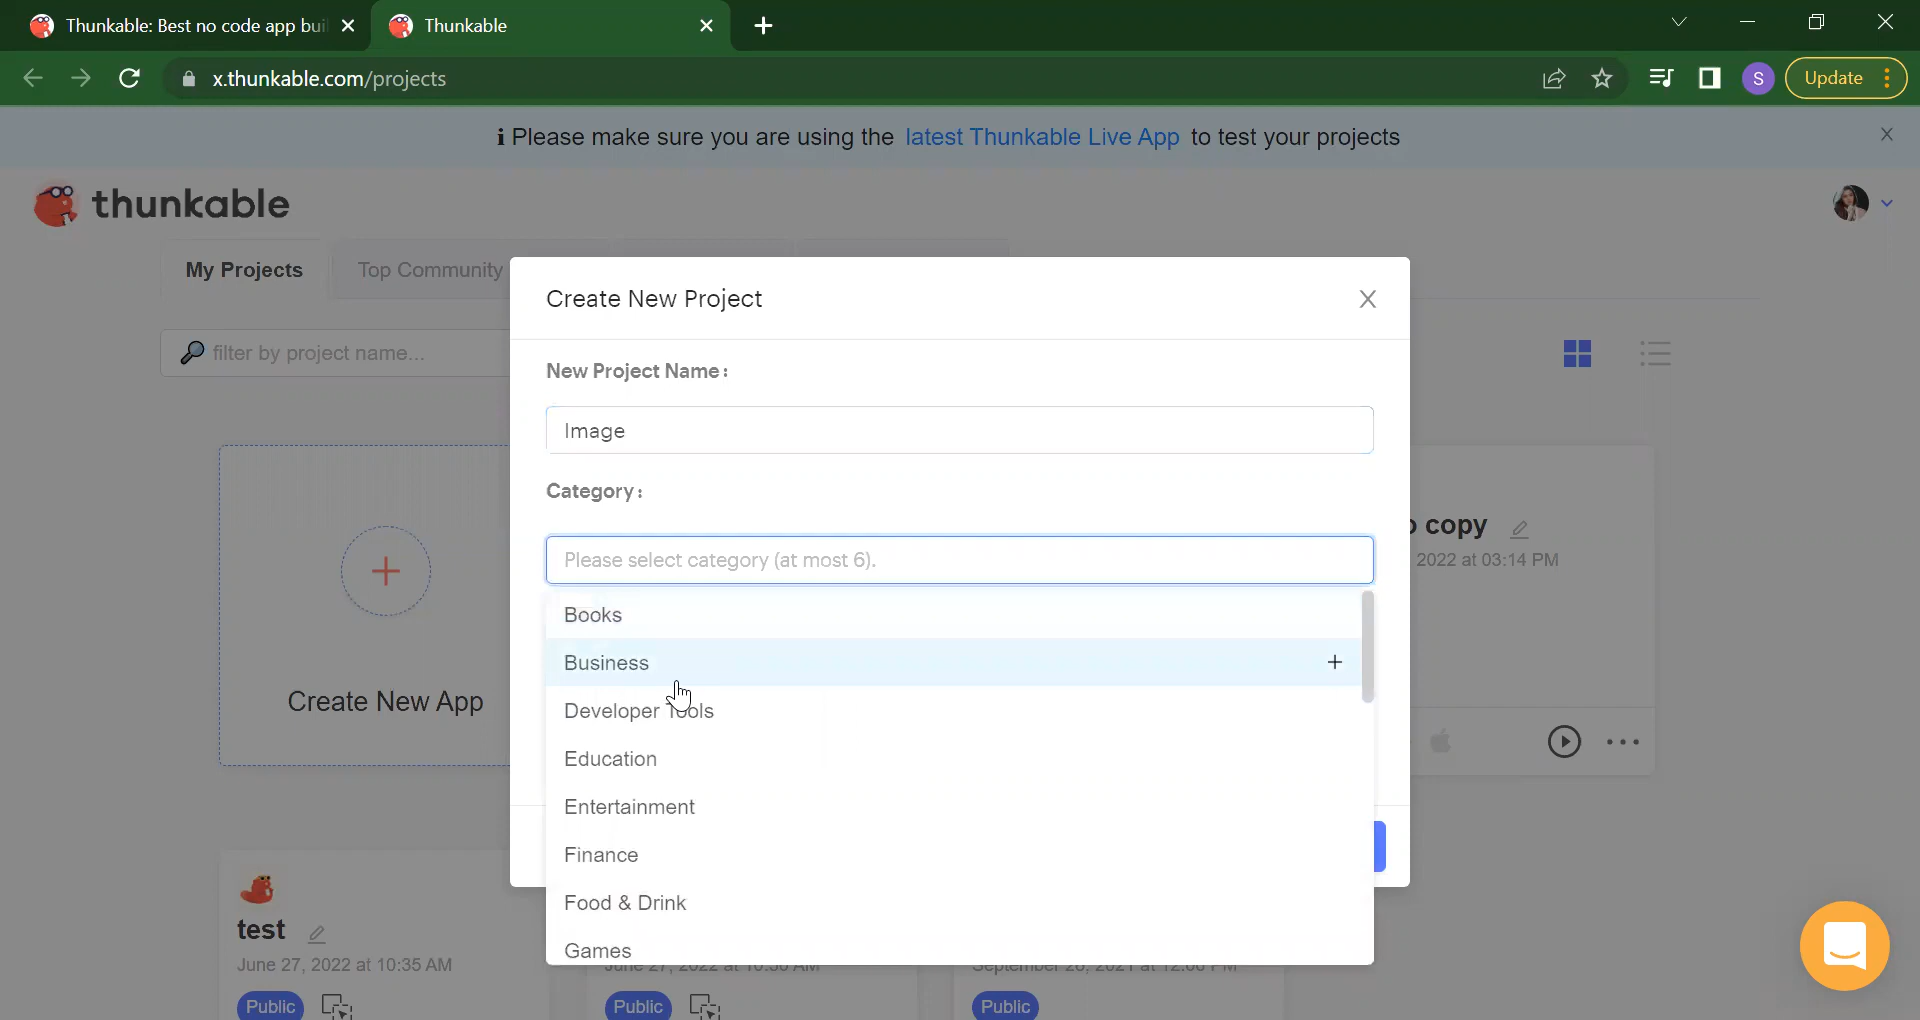 Thunkable: Best no code app bui
Thunkable
x.thunkable.com/projects
S
Update
i Please make sure you are using the latest Thunkable Live App to test your projects
thunkable
My Projects
Top Community
filter by project name...
Create New Project
New Project Name:
Image
Category:
Please select category (at most 6).
Books
Business
Developer Tools
Education
Entertainment
Finance
Food & Drink
Games
Create New App
copy
2022 at 03:14 PM
test
June 27, 2022 at 10:35 AM
Public
Public
Public